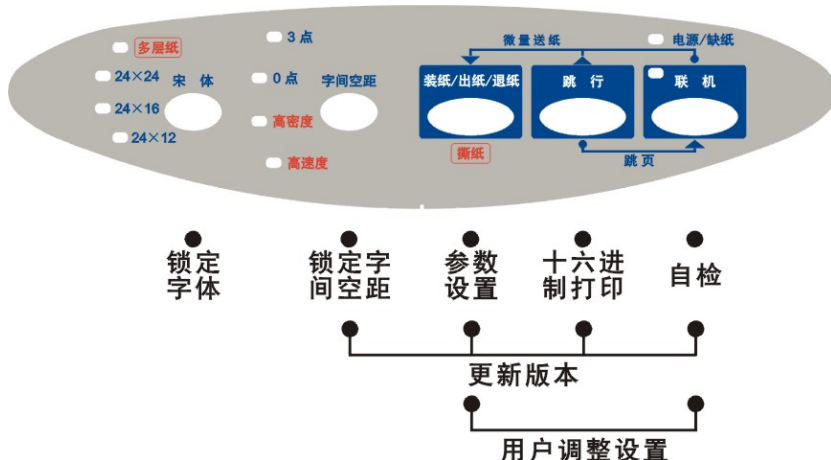 多层纸
3 点
微量送纸
电源/缺纸
24×24
宋 体
0 点
字间空距
装纸/出纸/退纸
跳 行
联 机
24×16
高密度
24×12
撕纸
跳 页
高速度
锁定
字体
锁定字
间空距
参数
设置
十六进
制打印
自检
更新版本
用户调整设置